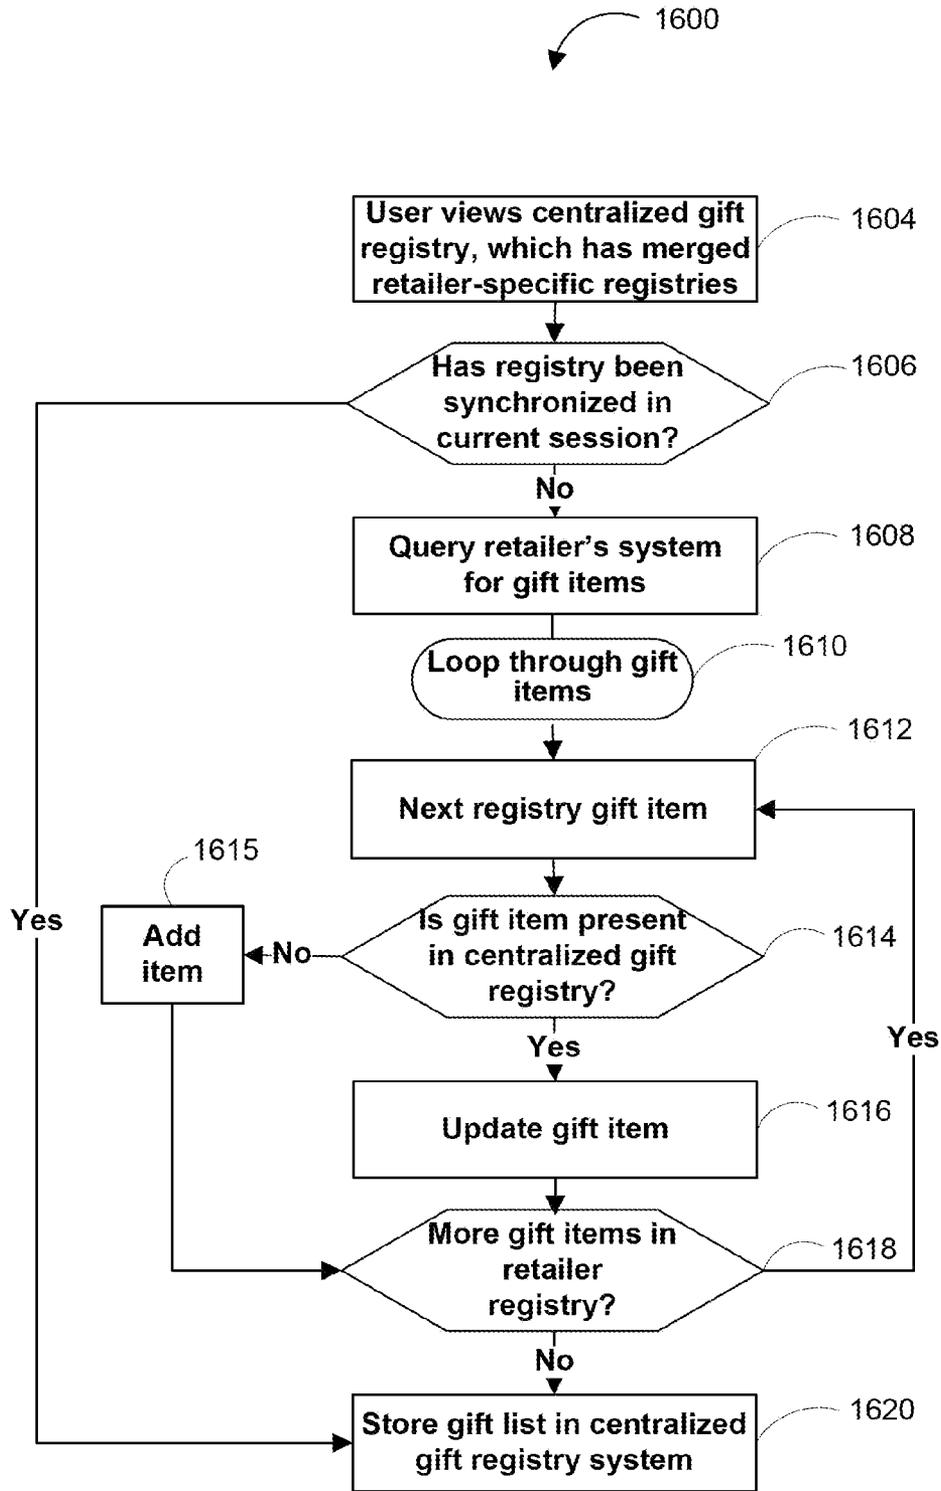 1600
User views centralized gift
registry, which has merged
retailer-specific registries
1604
Has registry been
synchronized in
current session?
1606
No
Query retailer's system
for gift items
1608
Loop through gift
items
1610
Next registry gift item
1612
Is gift item present
in centralized gift
registry?
1614
No
Add
item
1615
Yes
Yes
Yes
Update gift item
1616
More gift items in
retailer
registry?
1618
No
Store gift list in centralized
gift registry system
1620